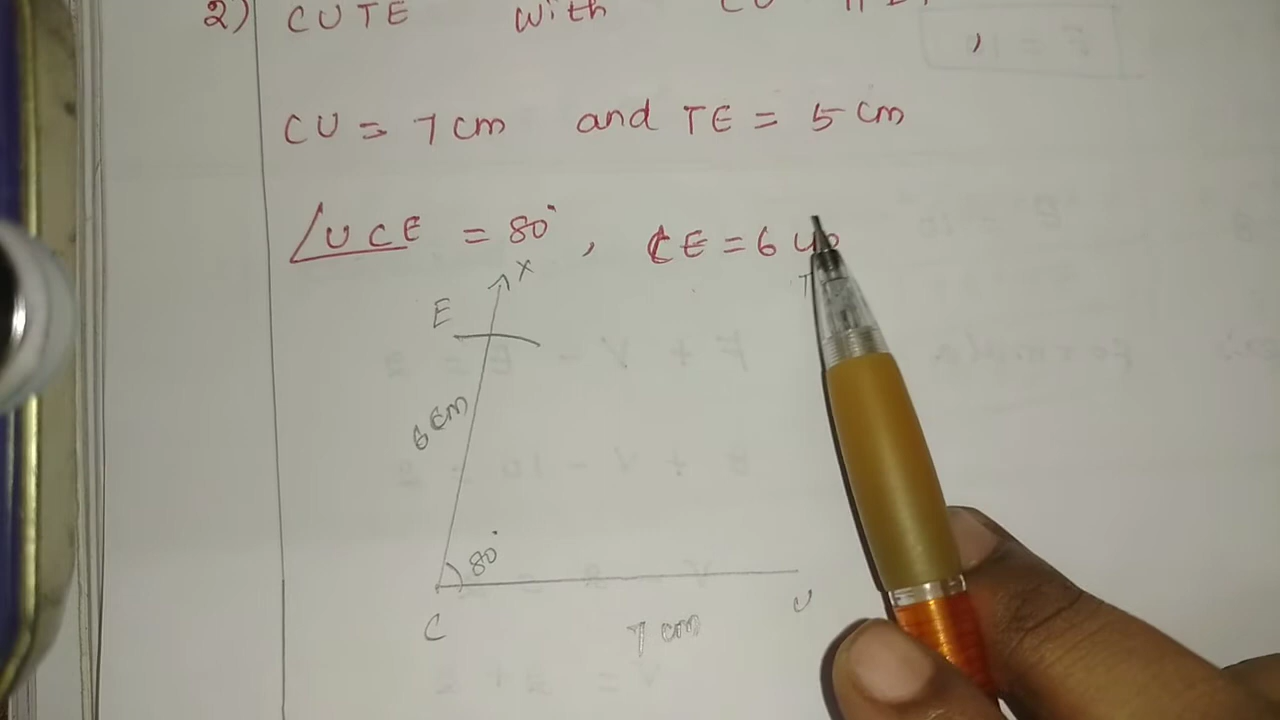 2) CUTE with CU
,
CU = 7 cm and TE = 5 cm
∠UCE = 80°, CE = 6
X
E
T
6 cm
80°
C U
7 cm